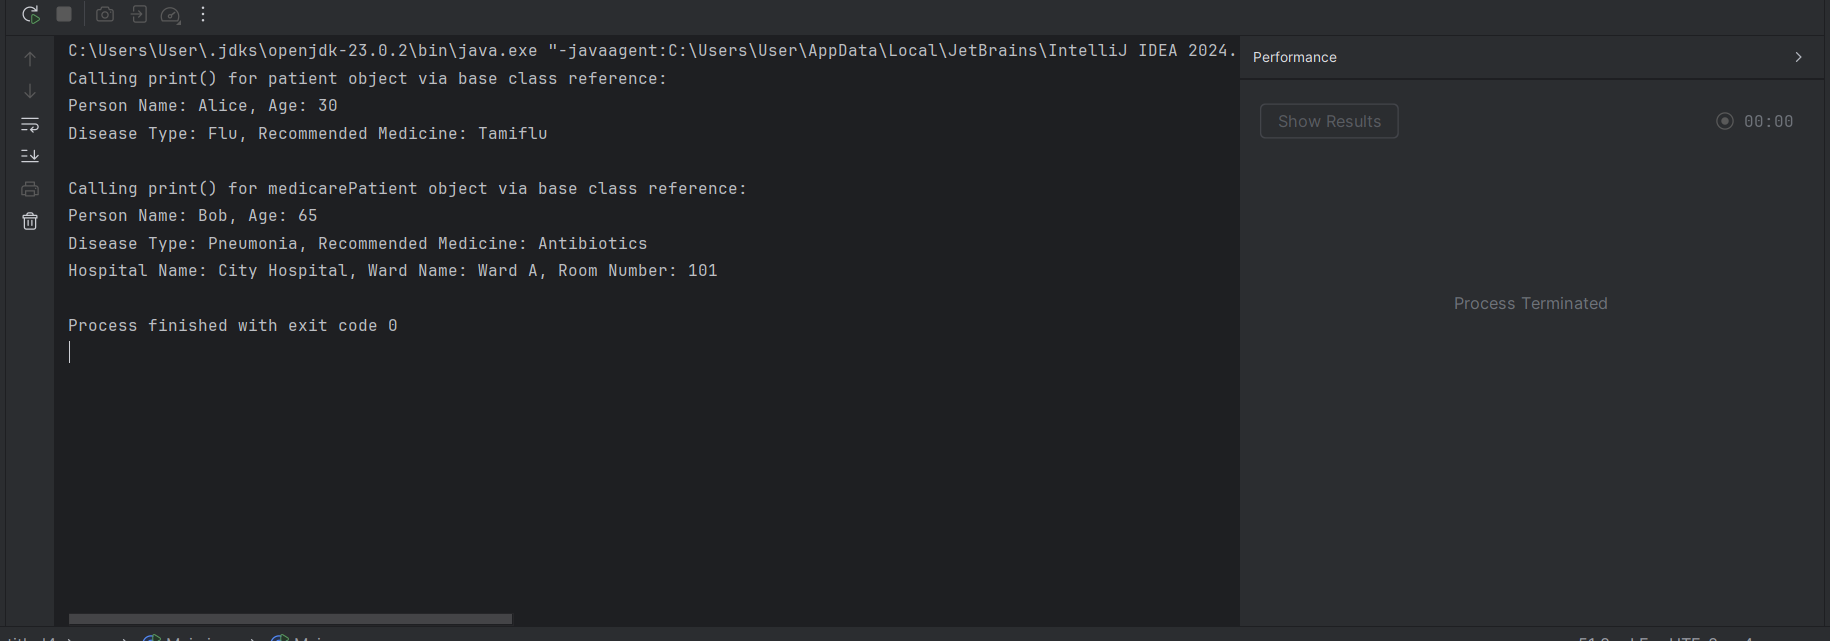 C:\Users\User\.jdks\openjdk-23.0.2\bin\java.exe "-javaagent:C:\Users\User\AppData\Local\JetBrains\IntelliJ IDEA 2024.
Calling print() for patient object via base class reference:
Person Name: Alice, Age: 30
Disease Type: Flu, Recommended Medicine: Tamiflu
Calling print() for medicarePatient object via base class reference:
Person Name: Bob, Age: 65
Disease Type: Pneumonia, Recommended Medicine: Antibiotics
Hospital Name: City Hospital, Ward Name: Ward A, Room Number: 101
Process finished with exit code 0
Performance
Show Results
00:00
Process Terminated